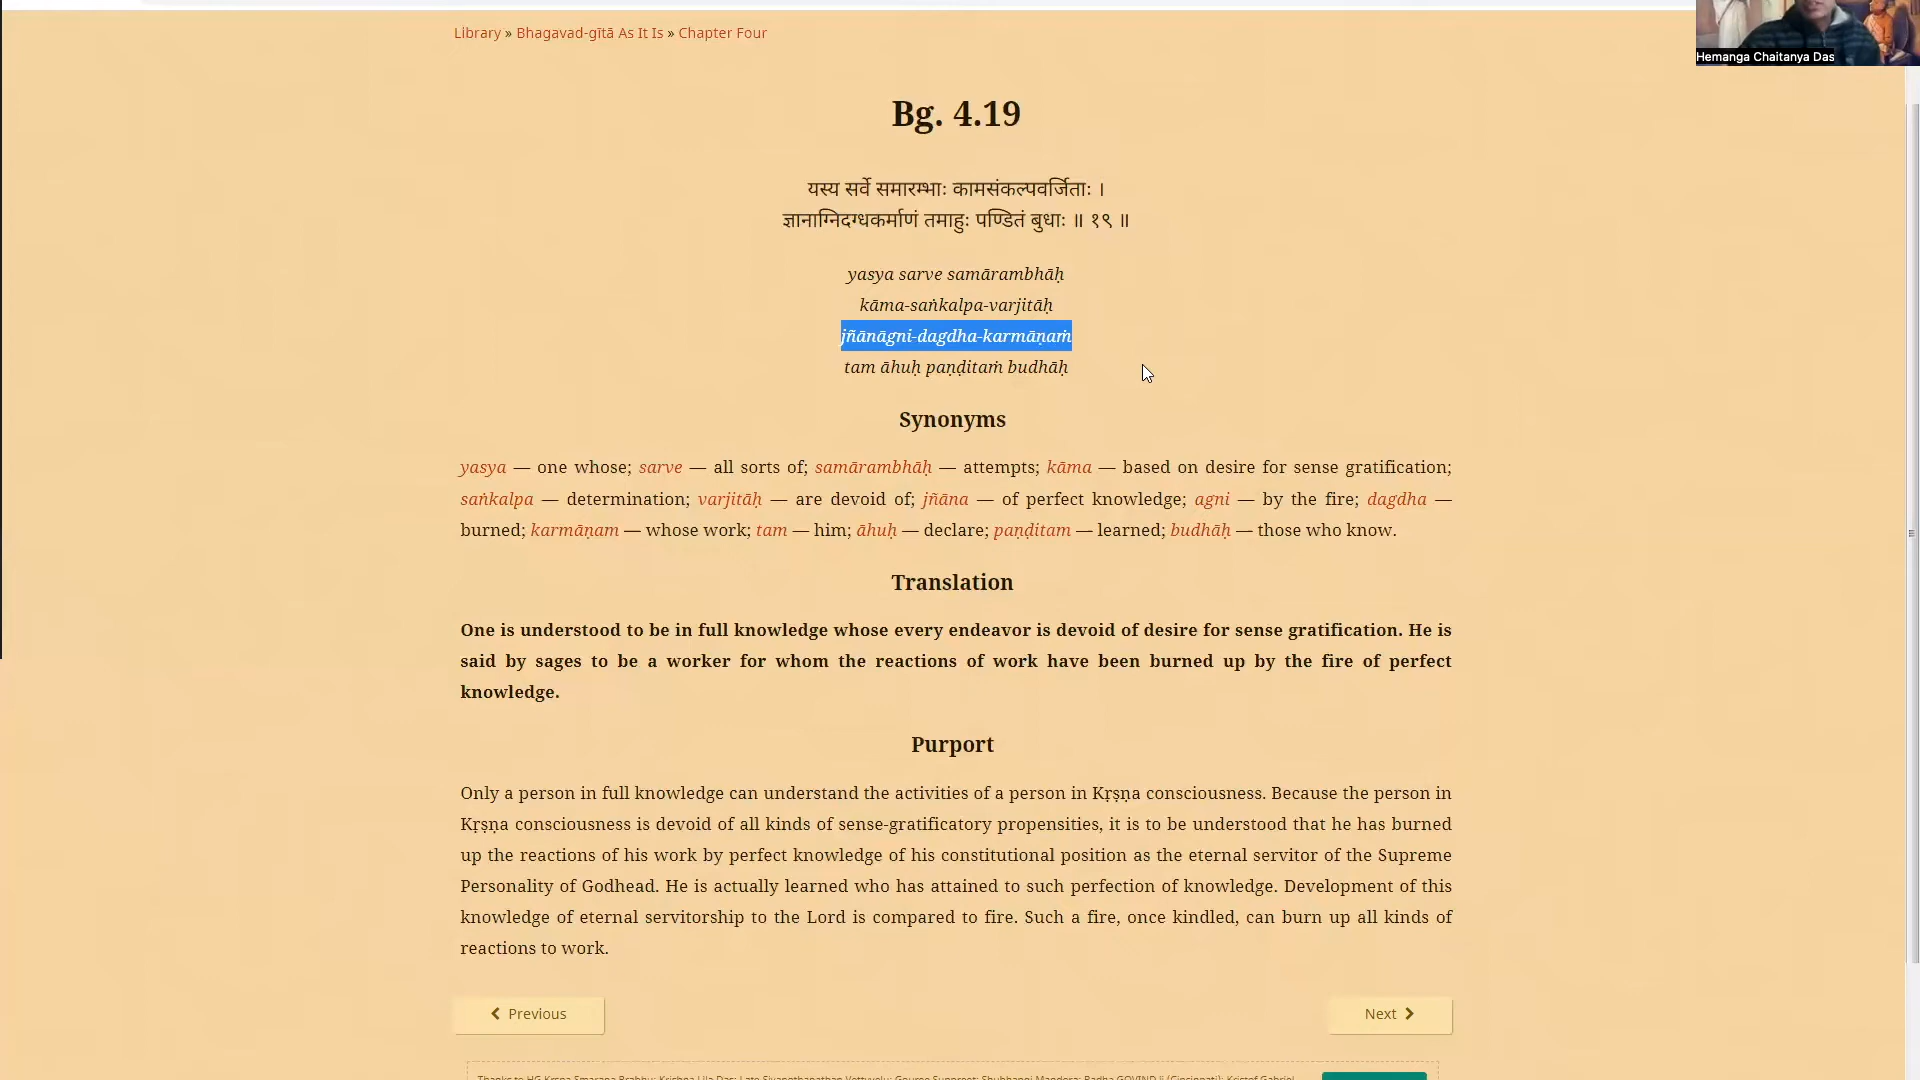 Library » Bhagavad-gītā As It Is » Chapter Four
Hemanga Chaitanya Das
Bg. 4.19
यस्य सर्वे समारम्भाः कामसंकल्पवर्जिताः ।
ज्ञानाग्निदग्धकर्माणं तमाहुः पण्डितं बुधाः ॥ १९ ॥
yasya sarve samārambhāḥ
kāma-saṅkalpa-varjitāḥ
jñānāgni-dagdha-karmāṇaṁ
tam āhuḥ paṇḍitaṁ budhāḥ
Synonyms
yasya — one whose; sarve — all sorts of; samārambhāḥ — attempts; kāma — based on desire for sense gratification;
saṅkalpa — determination; varjitāḥ — are devoid of; jñāna — of perfect knowledge; agni — by the fire; dagdha —
burned; karmāṇam — whose work; tam — him; āhuḥ — declare; paṇḍitam — learned; budhāḥ — those who know.
Translation
One is understood to be in full knowledge whose every endeavor is devoid of desire for sense gratification. He is
said by sages to be a worker for whom the reactions of work have been burned up by the fire of perfect
knowledge.
Purport
Only a person in full knowledge can understand the activities of a person in Kṛṣṇa consciousness. Because the person in
Kṛṣṇa consciousness is devoid of all kinds of sense-gratificatory propensities, it is to be understood that he has burned
up the reactions of his work by perfect knowledge of his constitutional position as the eternal servitor of the Supreme
Personality of Godhead. He is actually learned who has attained to such perfection of knowledge. Development of this
knowledge of eternal servitorship to the Lord is compared to fire. Such a fire, once kindled, can burn up all kinds of
reactions to work.
Previous
Next